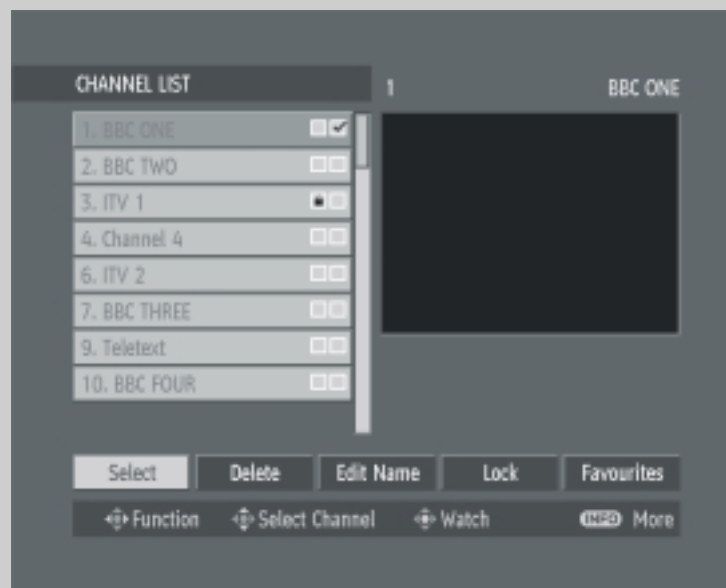 CHANNEL LIST
1 BBC ONE
1. BBC ONE
2. BBC TWO
3. ITV 1
4. Channel 4
6. ITV 2
7. BBC THREE
9. Teletext
10. BBC FOUR
Select Delete Edit Name Lock Favourites
Function Select Channel Watch INFO More